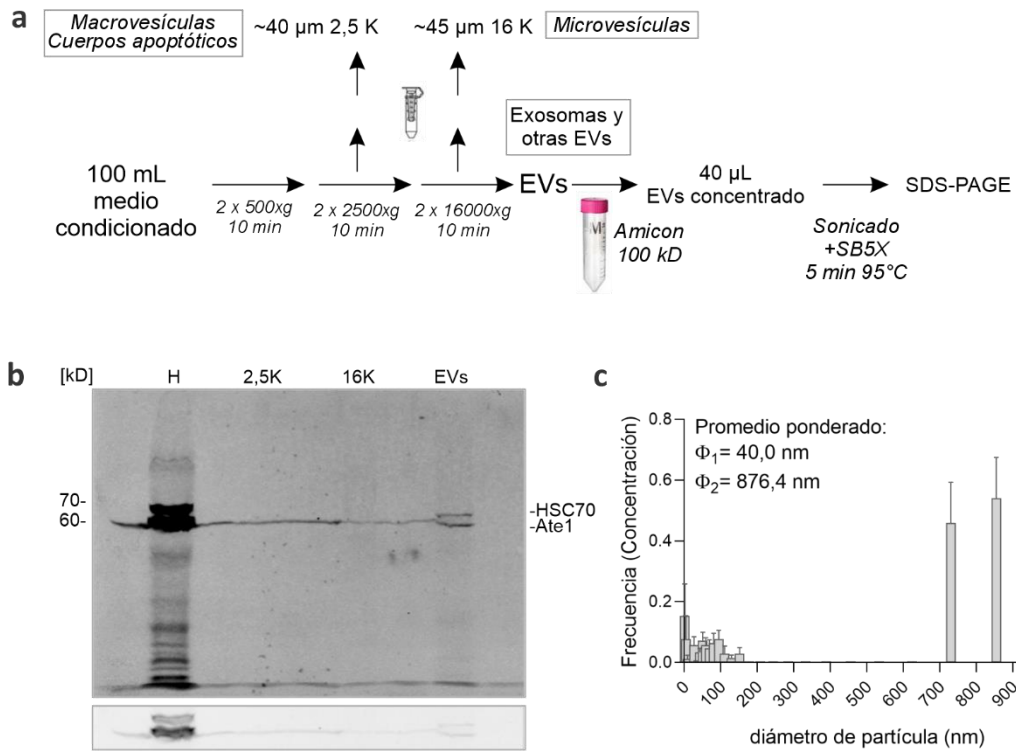 a
Macrovesículas
Cuerpos apoptóticos
~40 µm 2,5 K
~45 µm 16 K
Microvesículas
Exosomas y
otras EVs
100 mL
medio
condicionado
2 x 500xg
10 min
2 x 2500xg
10 min
2 x 16000xg
10 min
EVs
Amicon
100 kD
40 µL
EVs concentrado
Sonicado
+SB5X
5 min 95°C
SDS-PAGE
b
[kD]
H
2,5K
16K
EVs
70-
60-
-HSC70
-Ate1
c
Frecuencia (Concentración)
0.8
0.6
0.4
0.2
0.0
Promedio ponderado:
Φ1= 40,0 nm
Φ2= 876,4 nm
0 100 200 300 400 500 600 700 800 900
diámetro de partícula (nm)